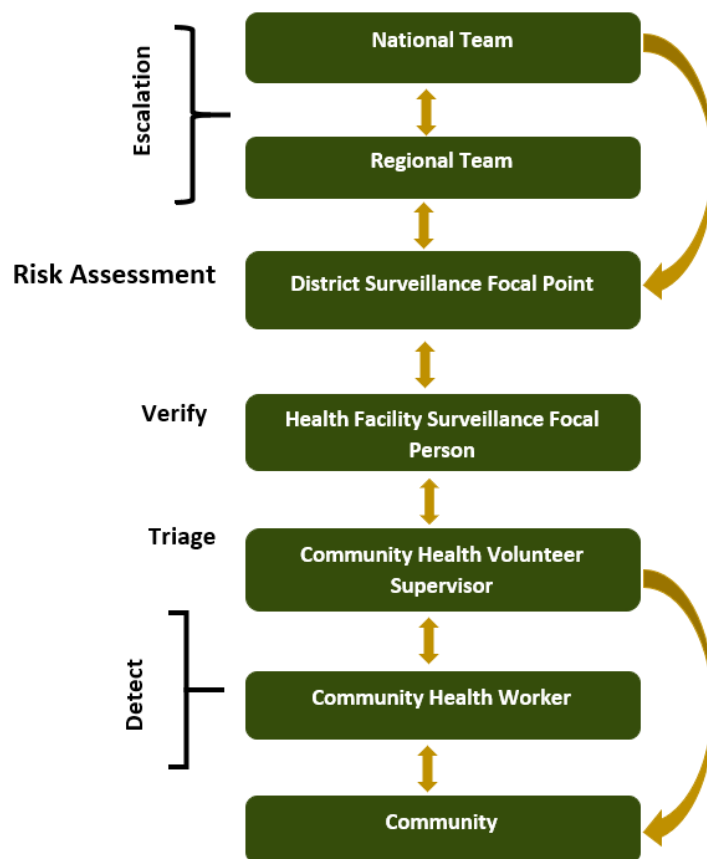 National Team
Escalation
Regional Team
Risk Assessment
District Surveillance Focal Point
Verify
Health Facility Surveillance Focal
Person
Triage
Community Health Volunteer
Supervisor
Detect
Community Health Worker
Community